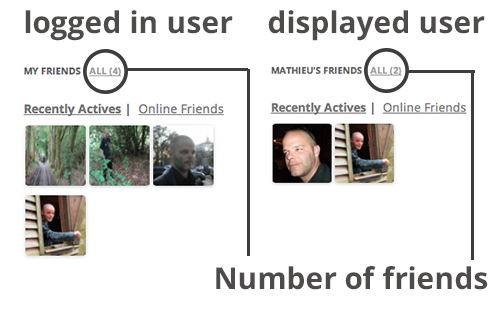 logged in user
MY FRIENDS ALL (4)
Recently Actives | Online Friends
displayed user
MATHIEU'S FRIENDS ALL (2)
Recently Actives | Online Friends
Number of friends